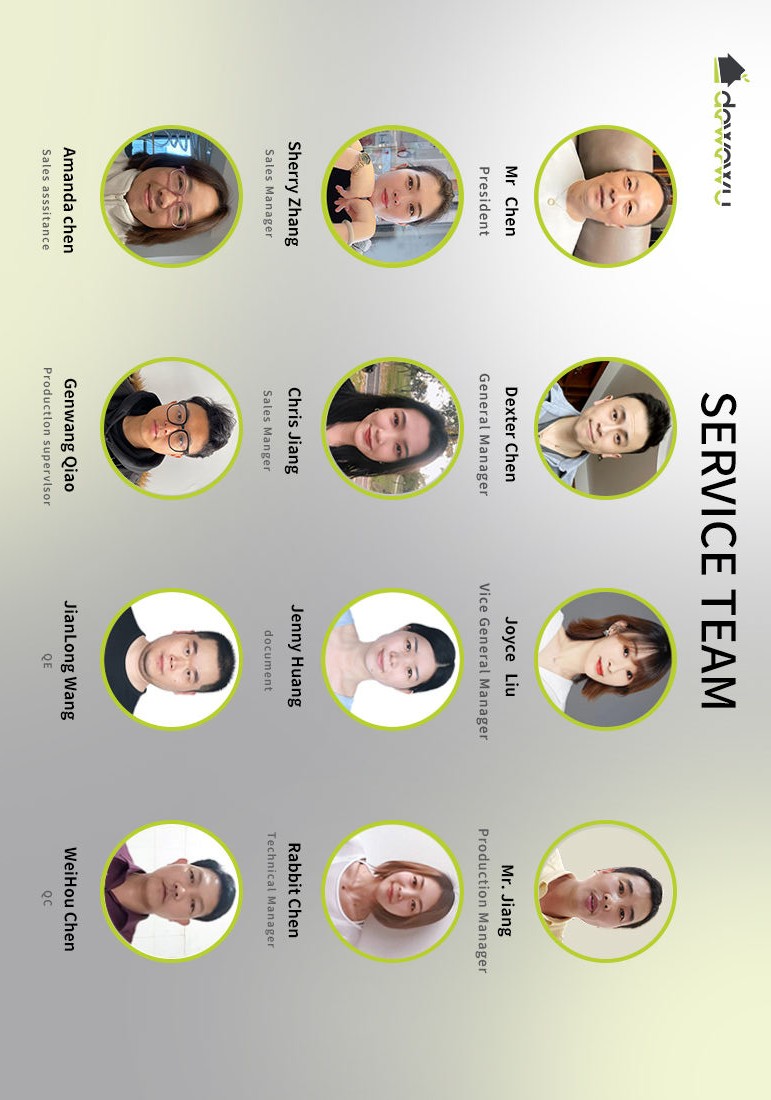 dowowu
SERVICE TEAM
Mr Chen
President
Dexter Chen
General Manager
Joyce Liu
Vice General Manager
Mr. Jiang
Production Manager
Sherry Zhang
Sales Manager
Chris Jiang
Sales Manger
Jenny Huang
document
Rabbit Chen
Technical Manager
Amanda chen
Sales asssitance
Genwang Qiao
Production supervisor
JianLong Wang
QE
WeiHou Chen
QC